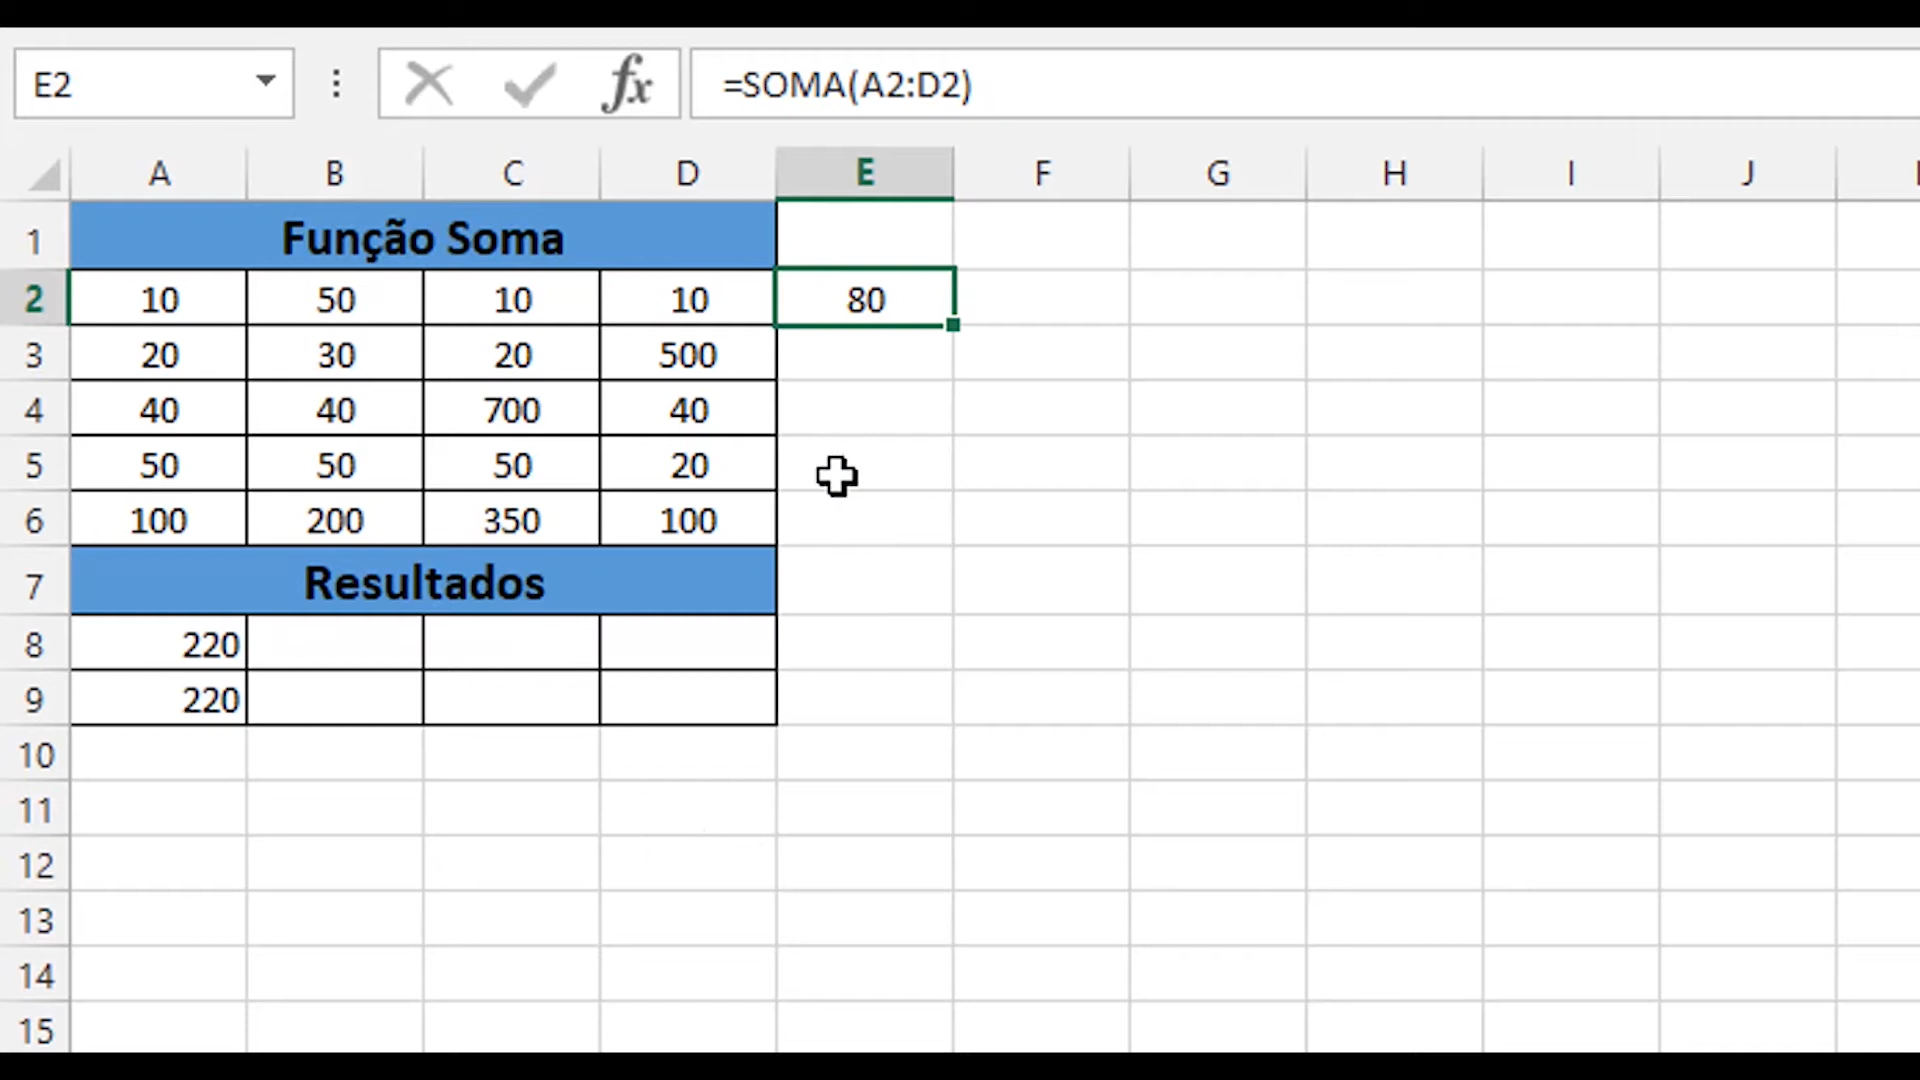 E2 fx =SOMA(A2:D2)
A B C D E F G H I J
1 Função Soma
2 10 50 10 10 80
3 20 30 20 500
4 40 40 700 40
5 50 50 50 20
6 100 200 350 100
7 Resultados
8 220
9 220
10
11
12
13
14
15